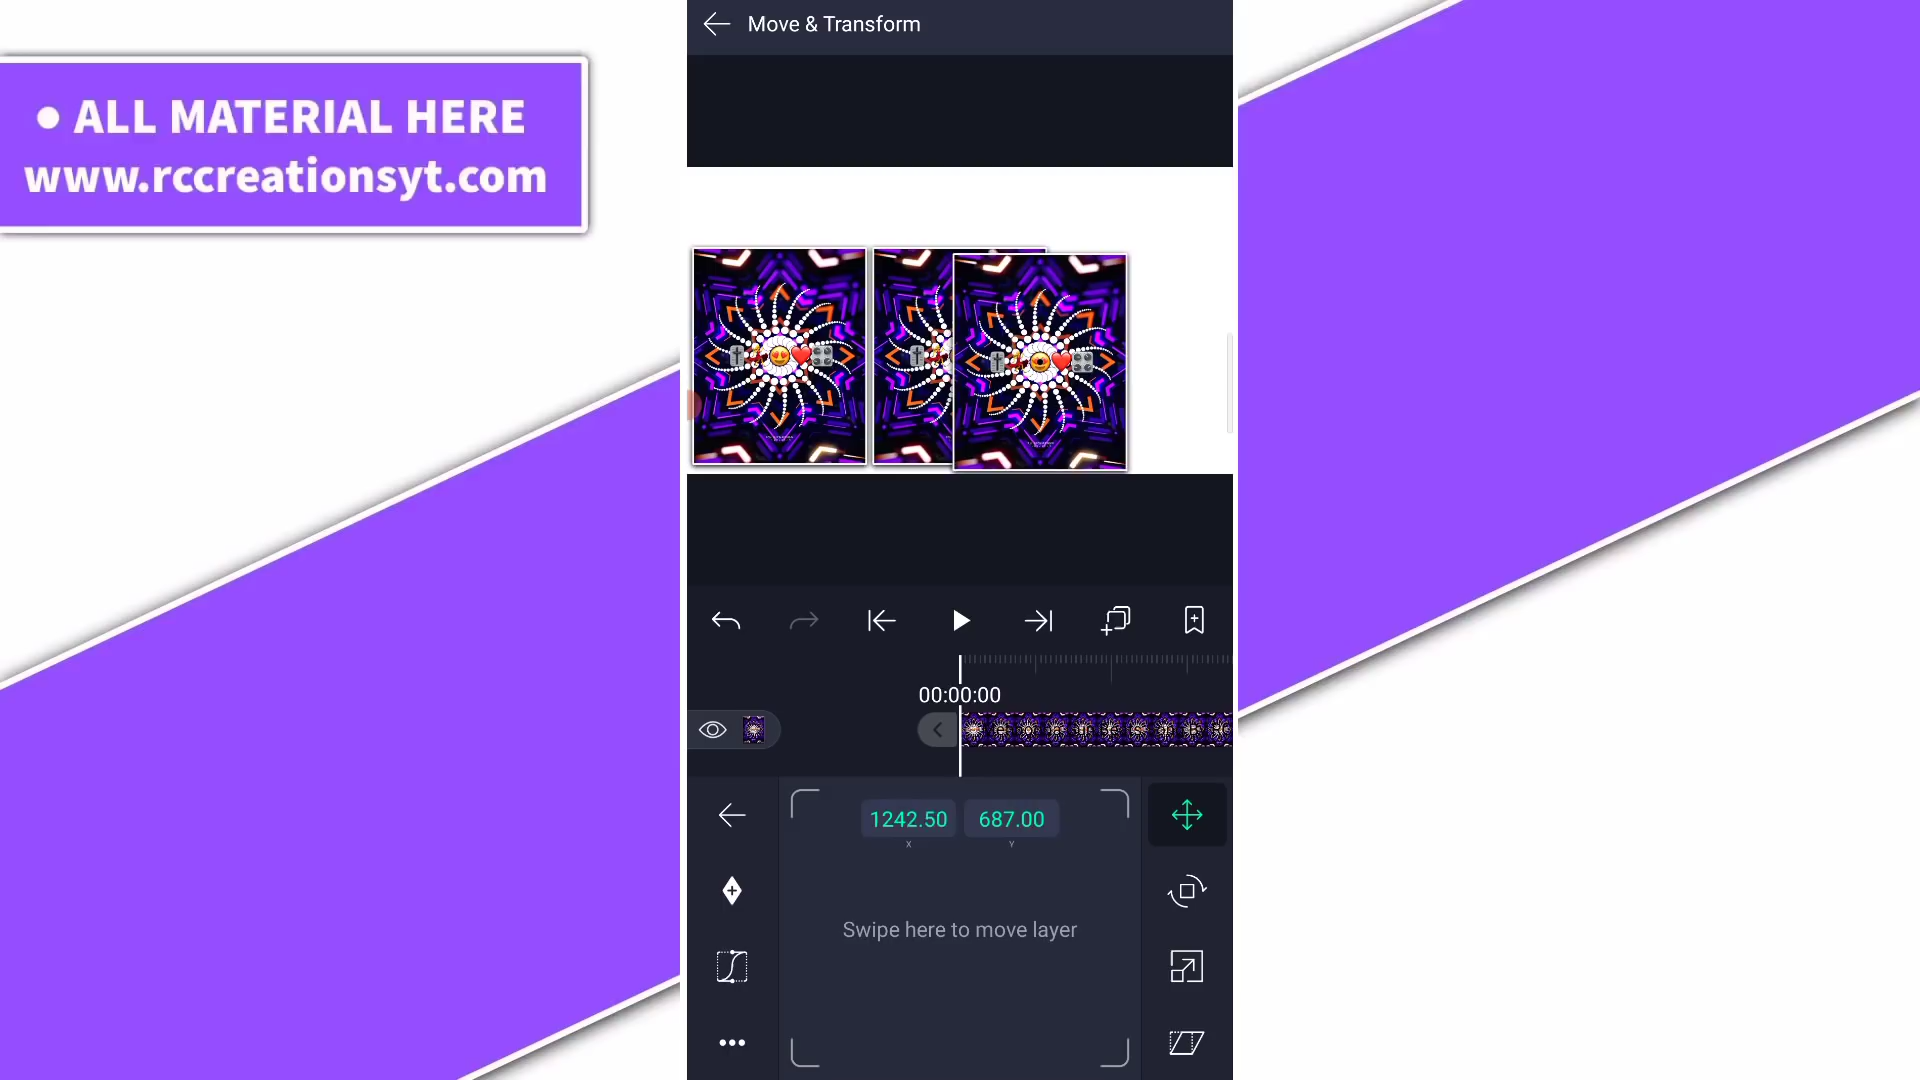 Move & Transform
• ALL MATERIAL HERE
www.rccreationsyt.com
00:00:00
1242.50 687.00
X Y
Swipe here to move layer